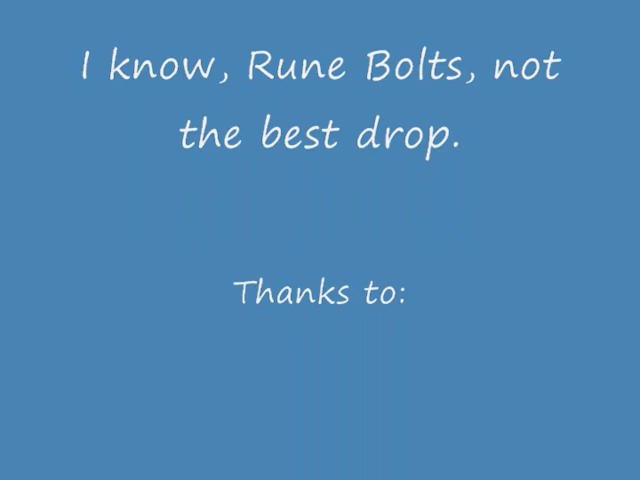 I know, Rune Bolts, not
the best drop.
Thanks to: